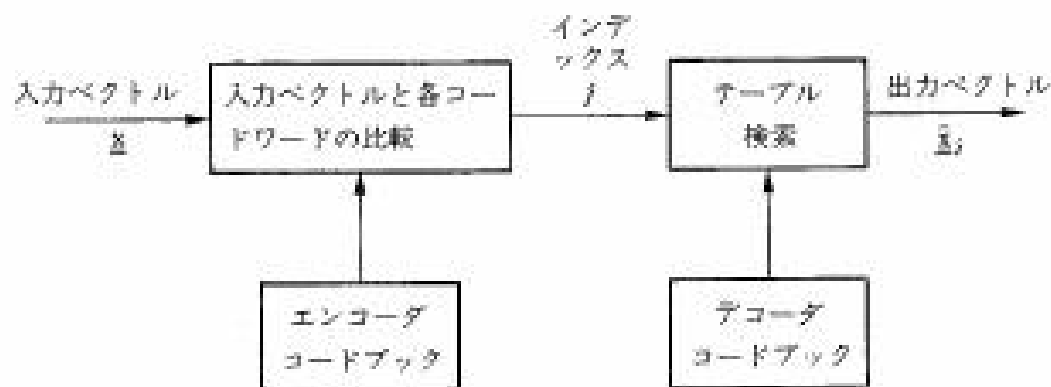 インデ
ックス
j
入力ベクトル
x
入力ベクトルと各コー
ドワードの比較
テーブル
検索
出力ベクトル
x̂j
エンコーダ
コードブック
デコーダ
コードブック